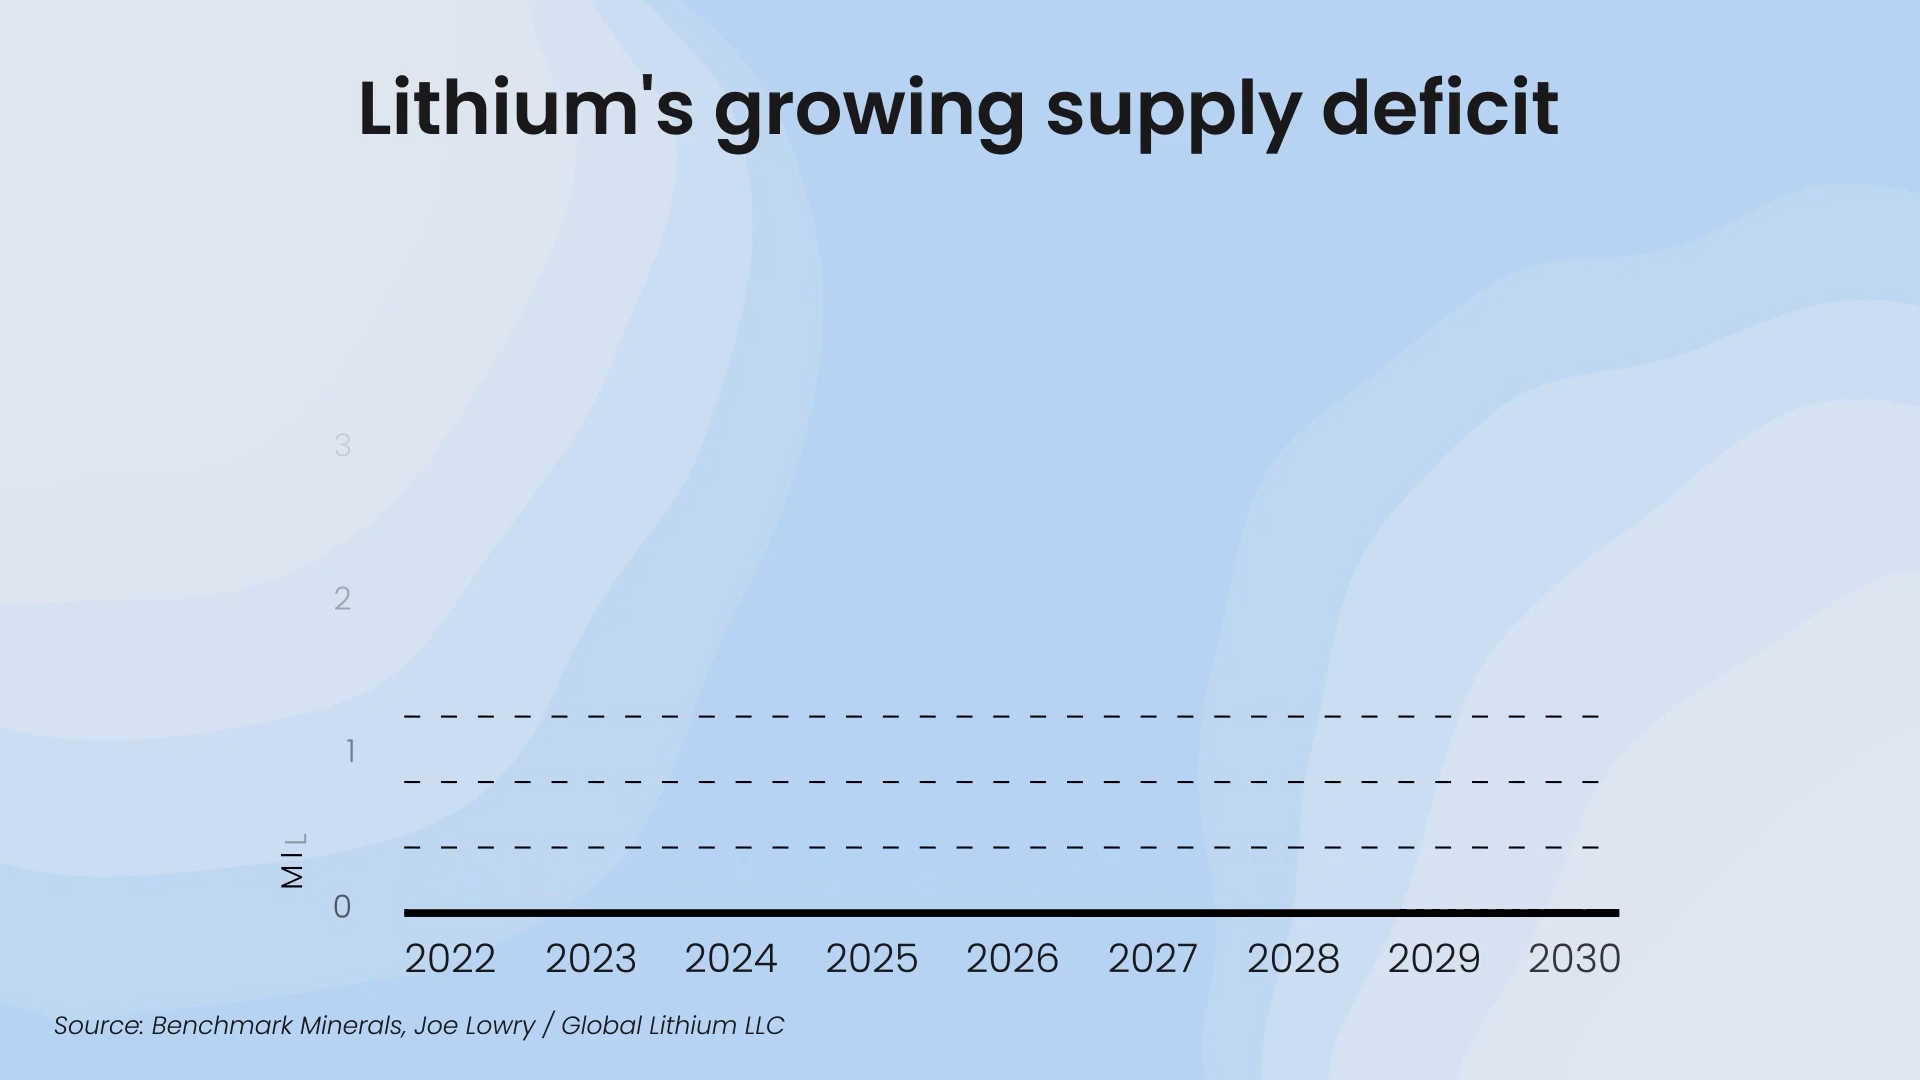 Lithium's growing supply deficit
3
2
1
MIL
0
2022 2023 2024 2025 2026 2027 2028 2029 2030
Source: Benchmark Minerals, Joe Lowry / Global Lithium LLC